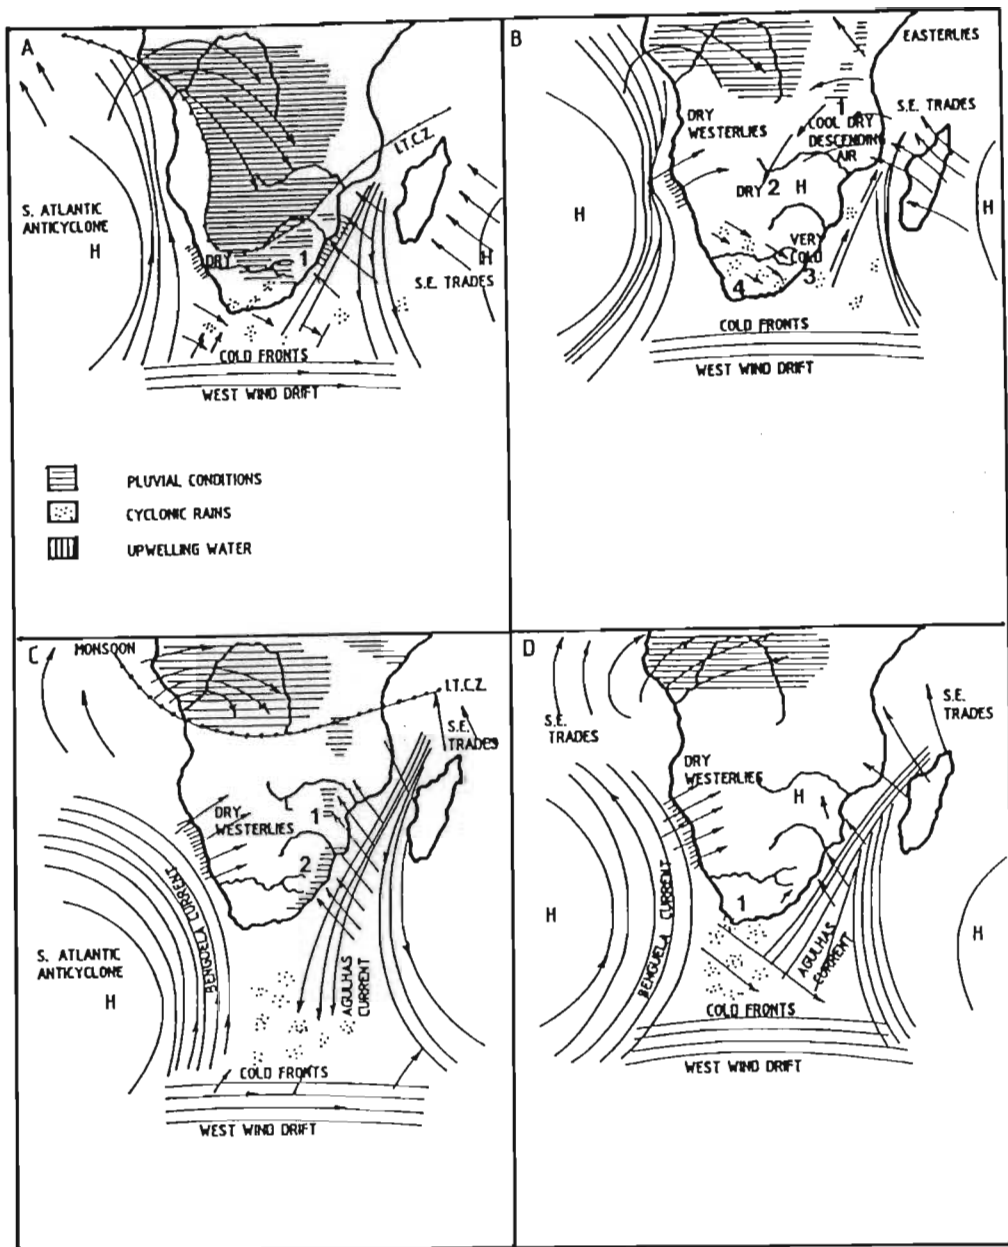 A
I.T.C.Z.
S. ATLANTIC
ANTICYCLONE
H
DRY
1
H
S.E. TRADES
COLD FRONTS
WEST WIND DRIFT
PLUVIAL CONDITIONS
CYCLONIC RAINS
UPWELLING WATER
B
EASTERLIES
DRY
WESTERLIES
1
COOL DRY
DESCENDING
AIR
S.E. TRADES
H
DRY 2
H
H
VERY
COLD
3
4
COLD FRONTS
WEST WIND DRIFT
C
MONSOON
I.T.C.Z.
S.E.
TRADES
DRY
WESTERLIES
1
2
BENGUELA CURRENT
S. ATLANTIC
ANTICYCLONE
H
AGULHAS
CURRENT
COLD FRONTS
WEST WIND DRIFT
D
S.E.
TRADES
S.E.
TRADES
DRY
WESTERLIES
H
1
H
BENGUELA CURRENT
AGULHAS
CURRENT
H
COLD FRONTS
WEST WIND DRIFT